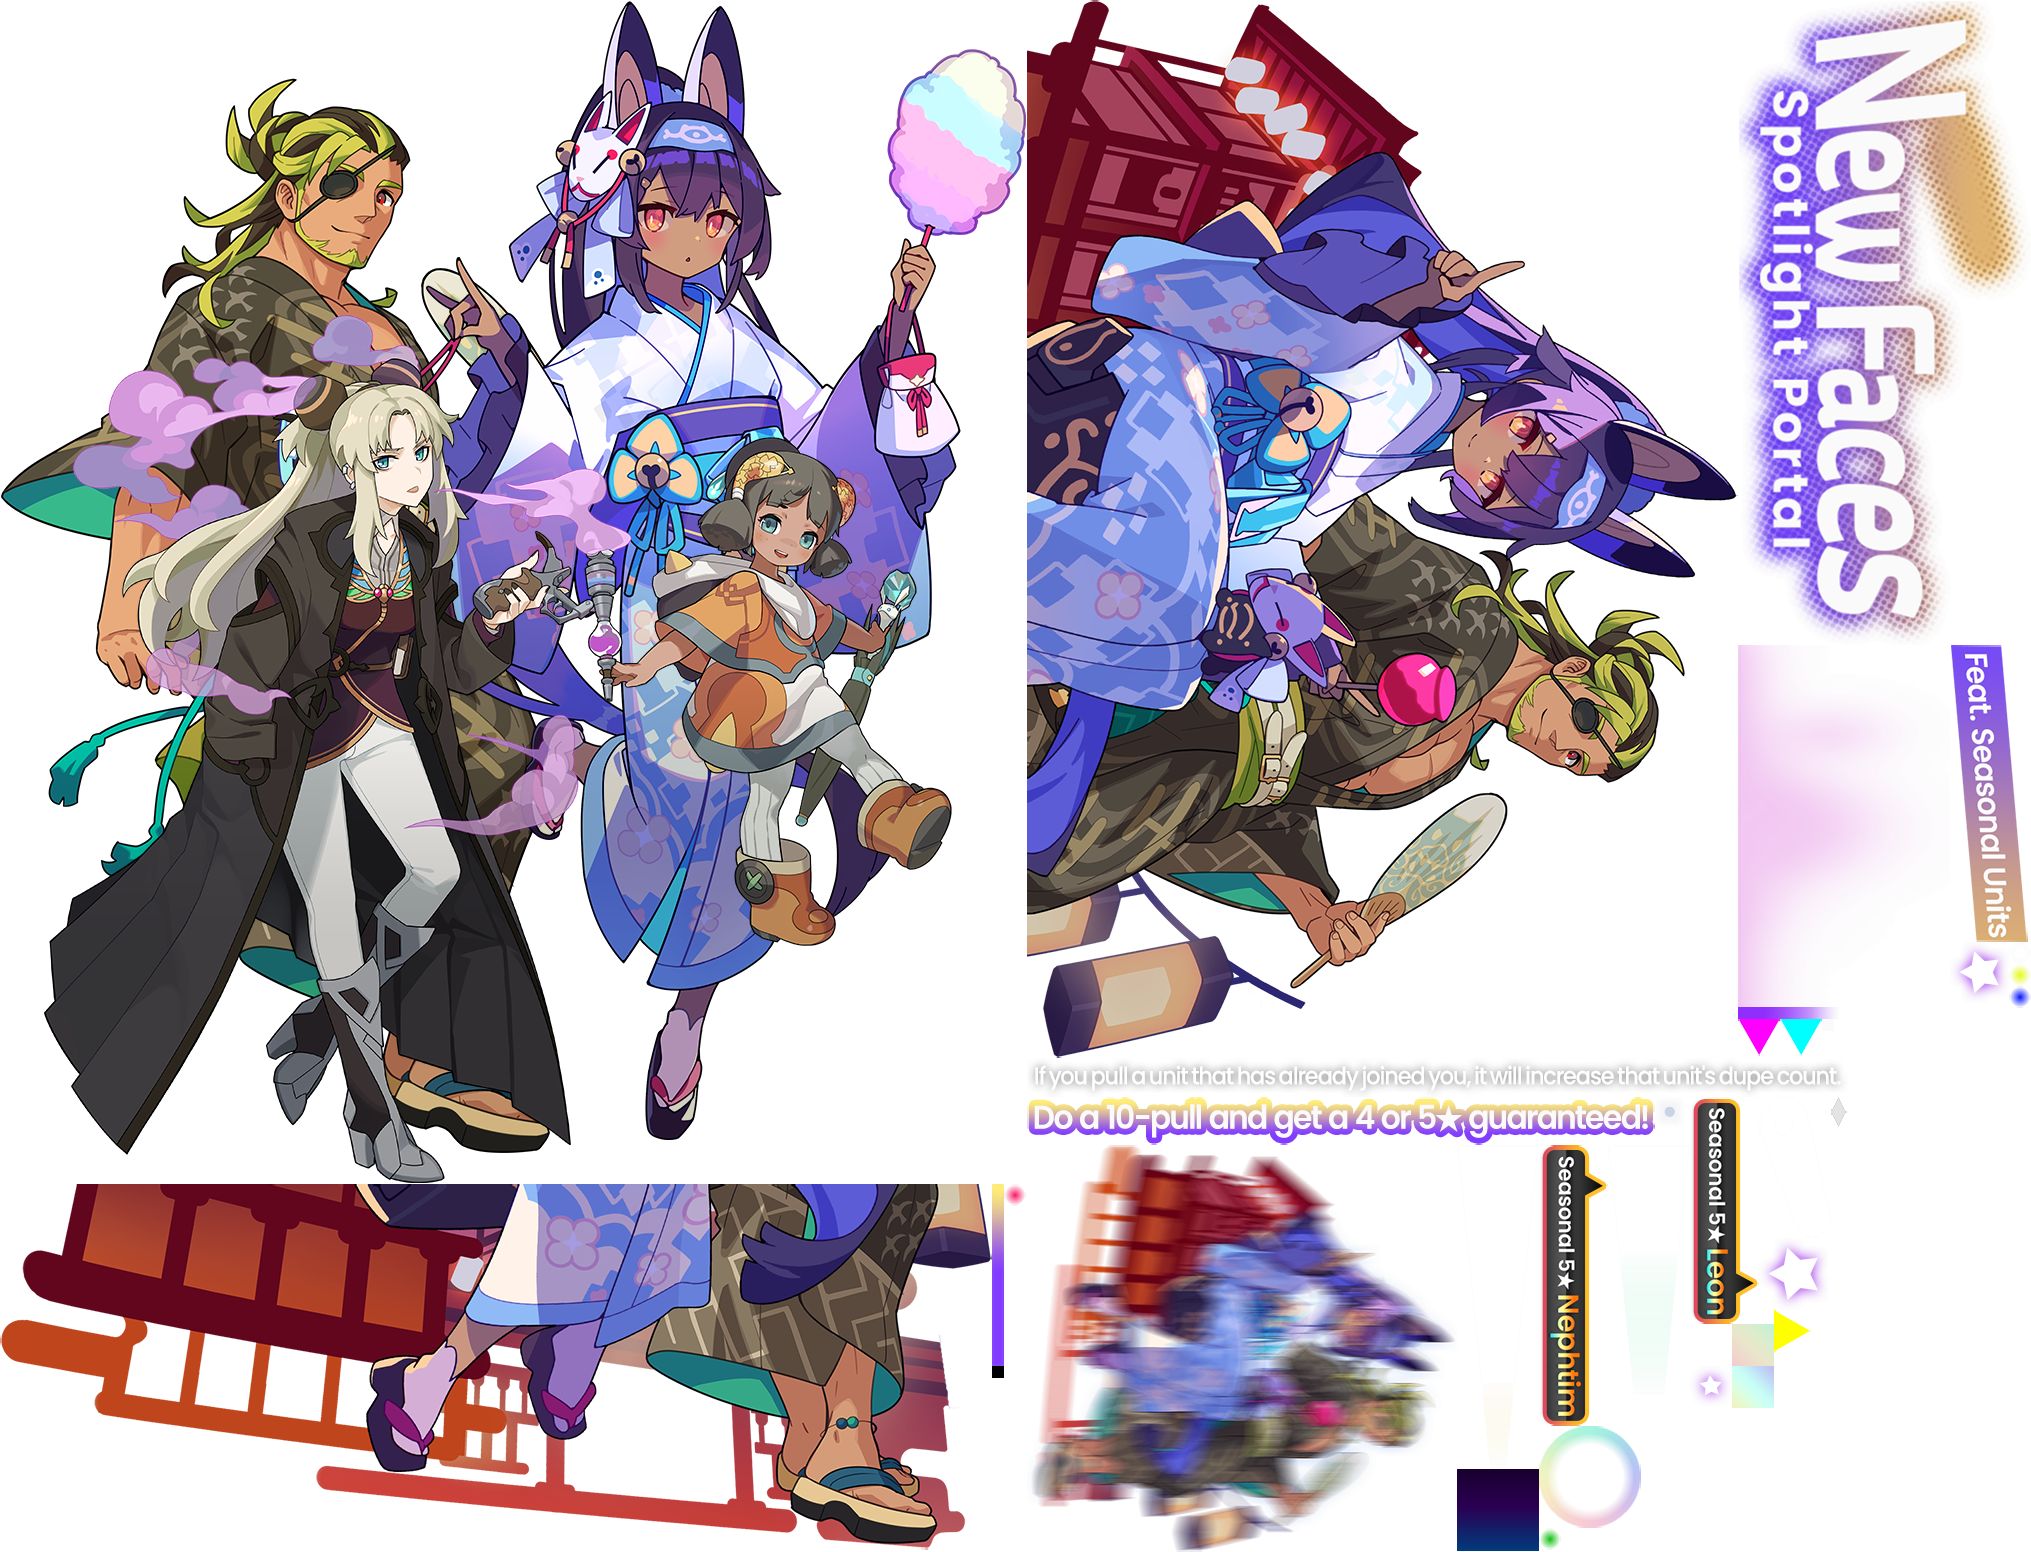 New Faces
Spotlight Portal
Feat. Seasonal Units
If you pull a unit that has already joined you, it will increase that unit's dupe count.
Do a 10-pull and get a 4 or 5★ guaranteed!
Seasonal 5★ Leon
Seasonal 5★ Nephtim